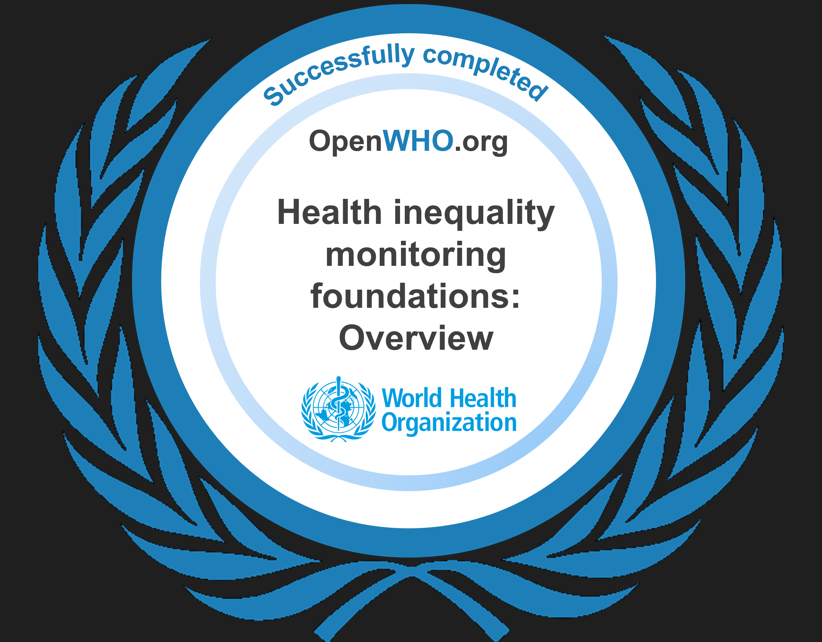 Successfully completed
OpenWHO.org
Health inequality
monitoring
foundations:
Overview
World Health
Organization